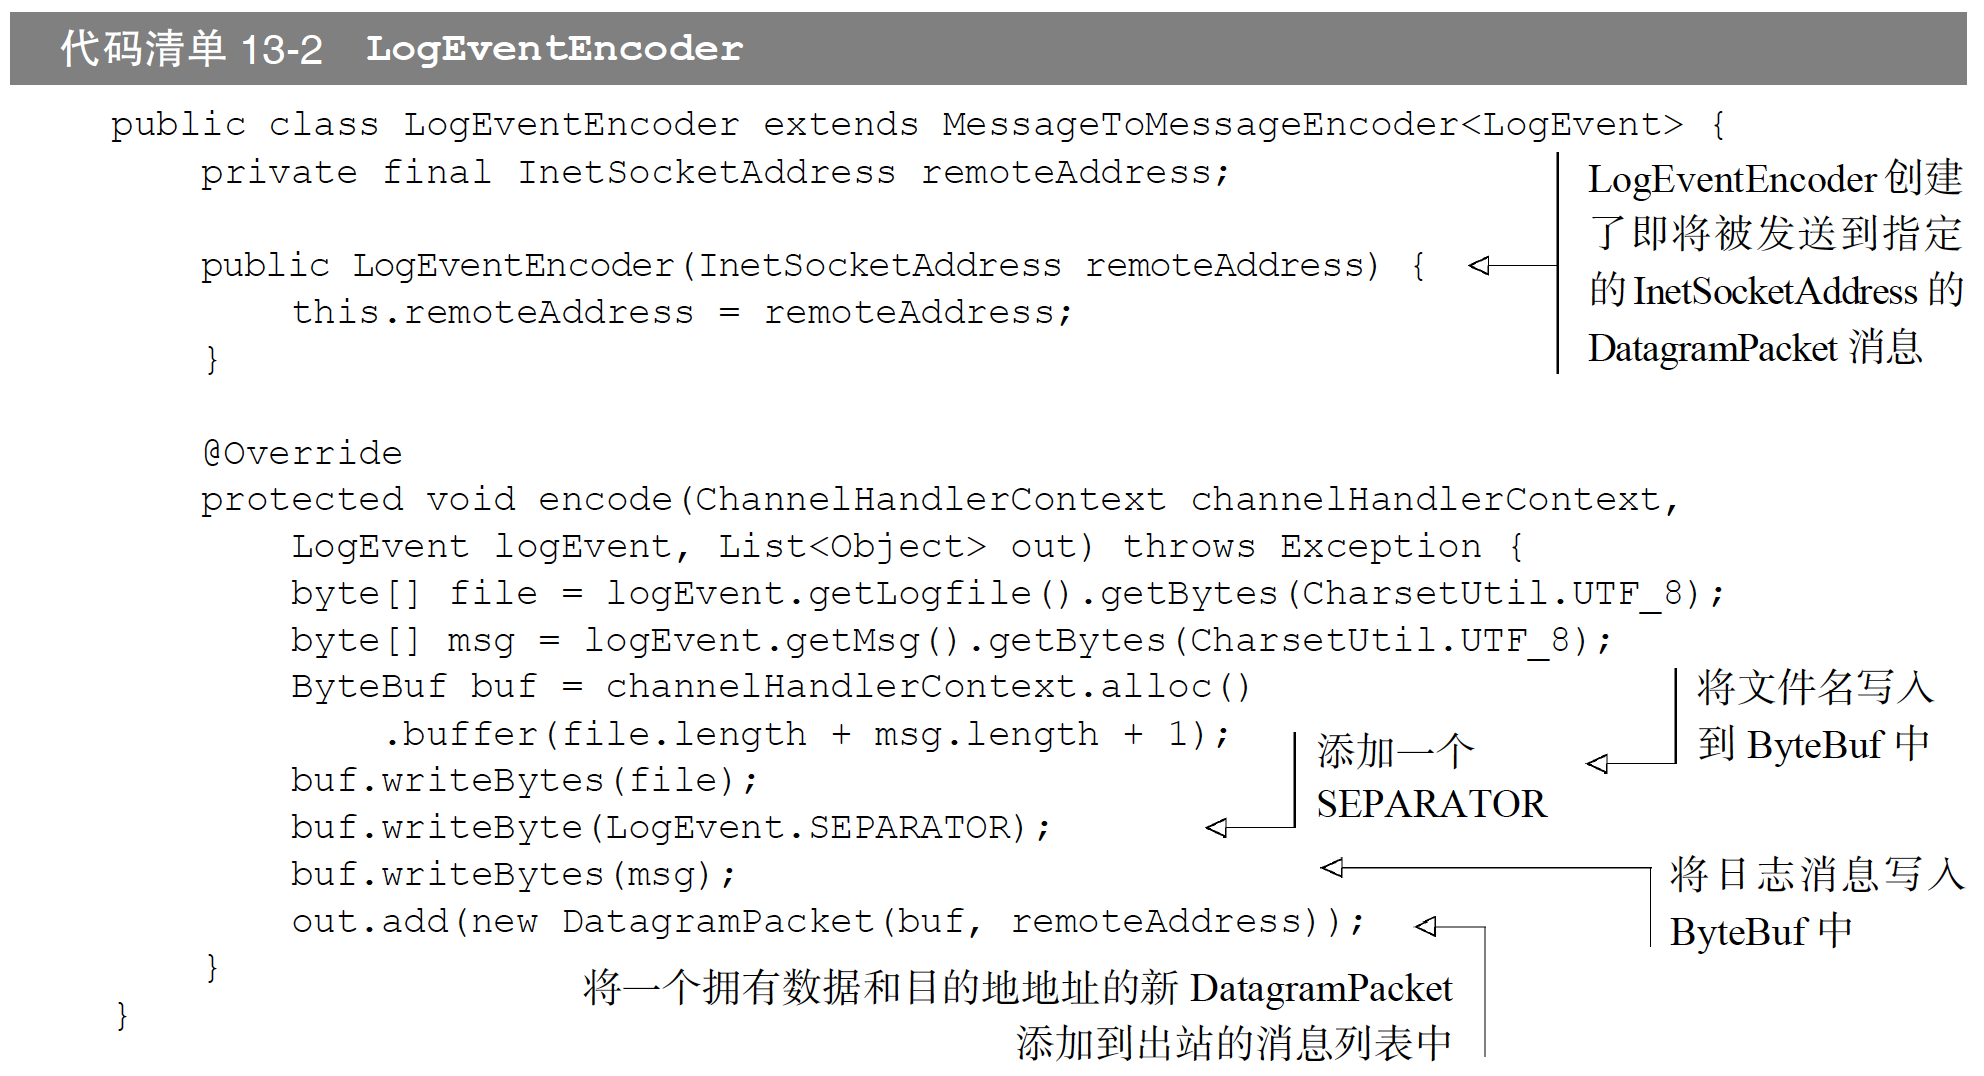 代码清单 13-2 LogEventEncoder
public class LogEventEncoder extends MessageToMessageEncoder<LogEvent> {
    private final InetSocketAddress remoteAddress;
    public LogEventEncoder(InetSocketAddress remoteAddress) {
        this.remoteAddress = remoteAddress;
    }
LogEventEncoder 创建
了即将被发送到指定
的 InetSocketAddress 的
DatagramPacket 消息
    @Override
    protected void encode(ChannelHandlerContext channelHandlerContext,
        LogEvent logEvent, List<Object> out) throws Exception {
        byte[] file = logEvent.getLogfile().getBytes(CharsetUtil.UTF_8);
        byte[] msg = logEvent.getMsg().getBytes(CharsetUtil.UTF_8);
        ByteBuf buf = channelHandlerContext.alloc()
            .buffer(file.length + msg.length + 1);
        buf.writeBytes(file);
将文件名写入
到 ByteBuf 中
        buf.writeByte(LogEvent.SEPARATOR);
添加一个
SEPARATOR
        buf.writeBytes(msg);
将日志消息写入
ByteBuf 中
        out.add(new DatagramPacket(buf, remoteAddress));
    }
将一个拥有数据和目的地地址的新 DatagramPacket
添加到出站的消息列表中
}